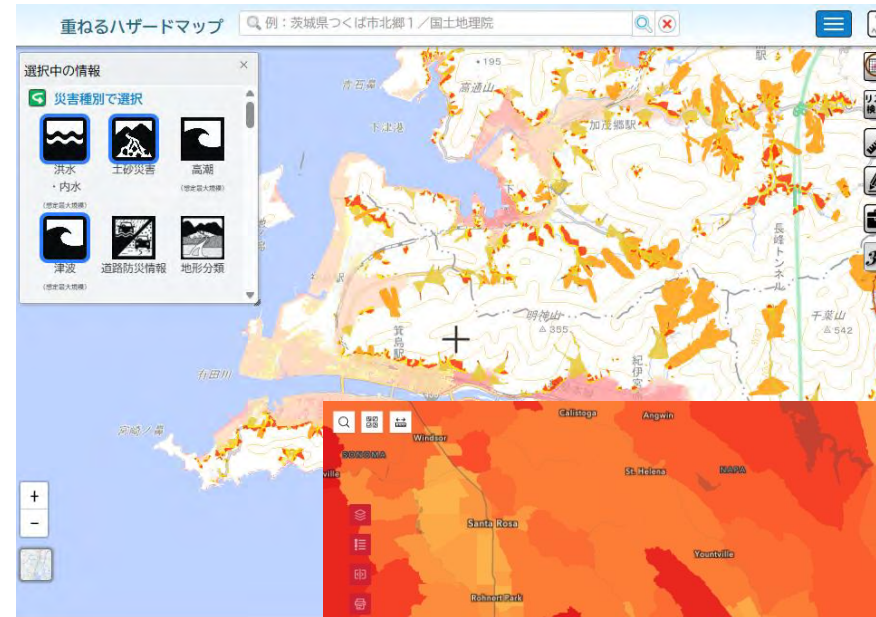 重ねるハザードマップ
例：茨城県つくば市北郷1／国土地理院
選択中の情報
×
災害種別で選択
洪水
・内水
(想定最大規模)
土砂災害
高潮
(想定最大規模)
津波
(想定最大規模)
道路防災情報
地形分類
195
高通山
下津港
加茂郷駅
長峰トンネル
明神山
355
千葉山
542
箕島駅
有田川
宮崎ノ鼻
+
−
Calistoga
Angwin
Windsor
SONOMA
ville
St. Helena
NAPA
Santa Rosa
Yountville
Rohnert Park